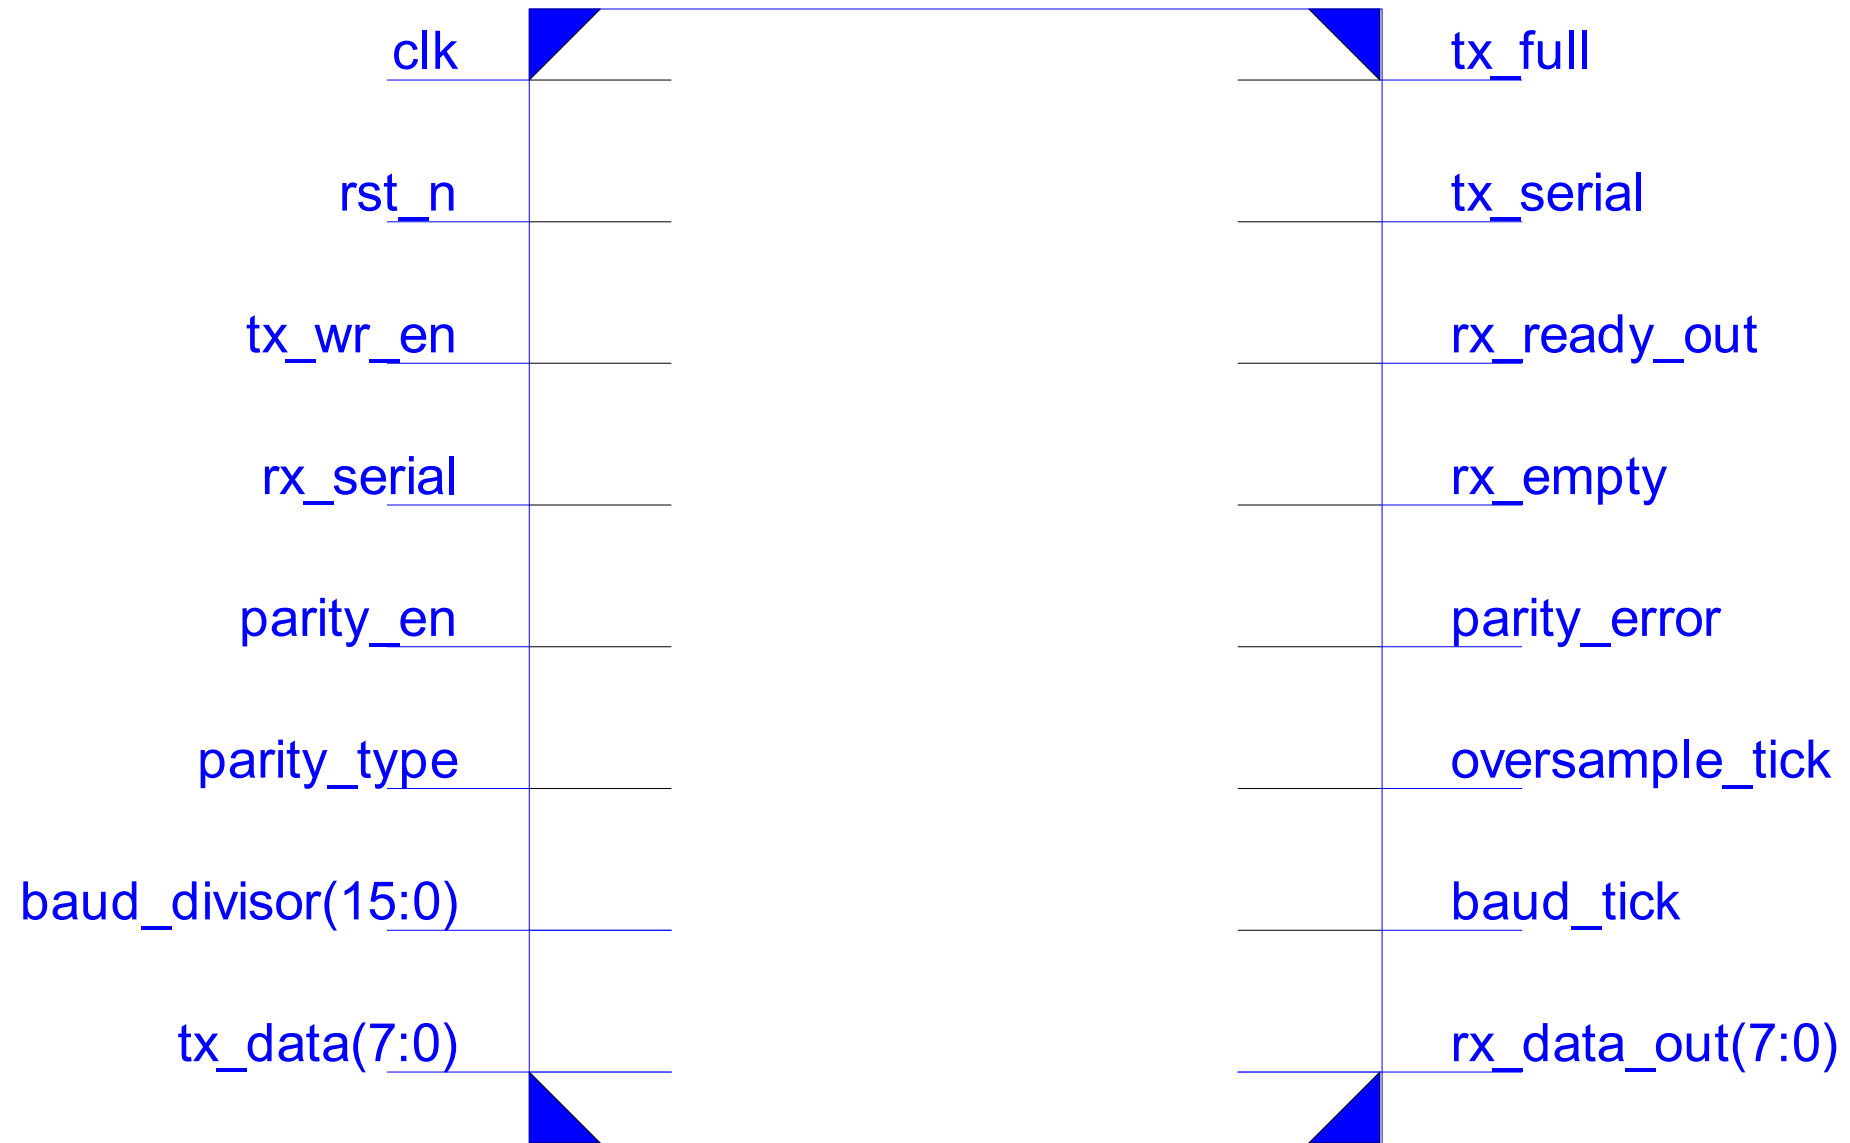 clk
tx_full
rst_n
tx_serial
tx_wr_en
rx_ready_out
rx_serial
rx_empty
parity_en
parity_error
parity_type
oversample_tick
baud_divisor(15:0)
baud_tick
tx_data(7:0)
rx_data_out(7:0)